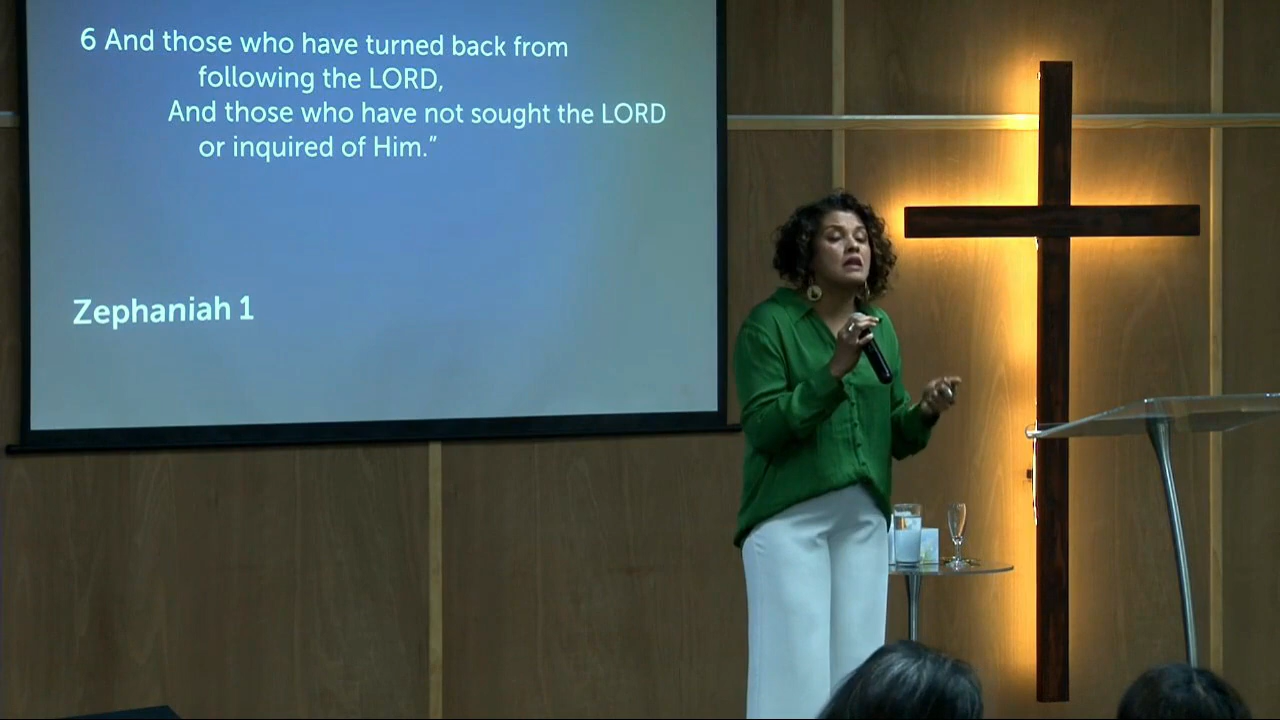 6 And those who have turned back from
following the LORD,
And those who have not sought the LORD
or inquired of Him.”
Zephaniah 1